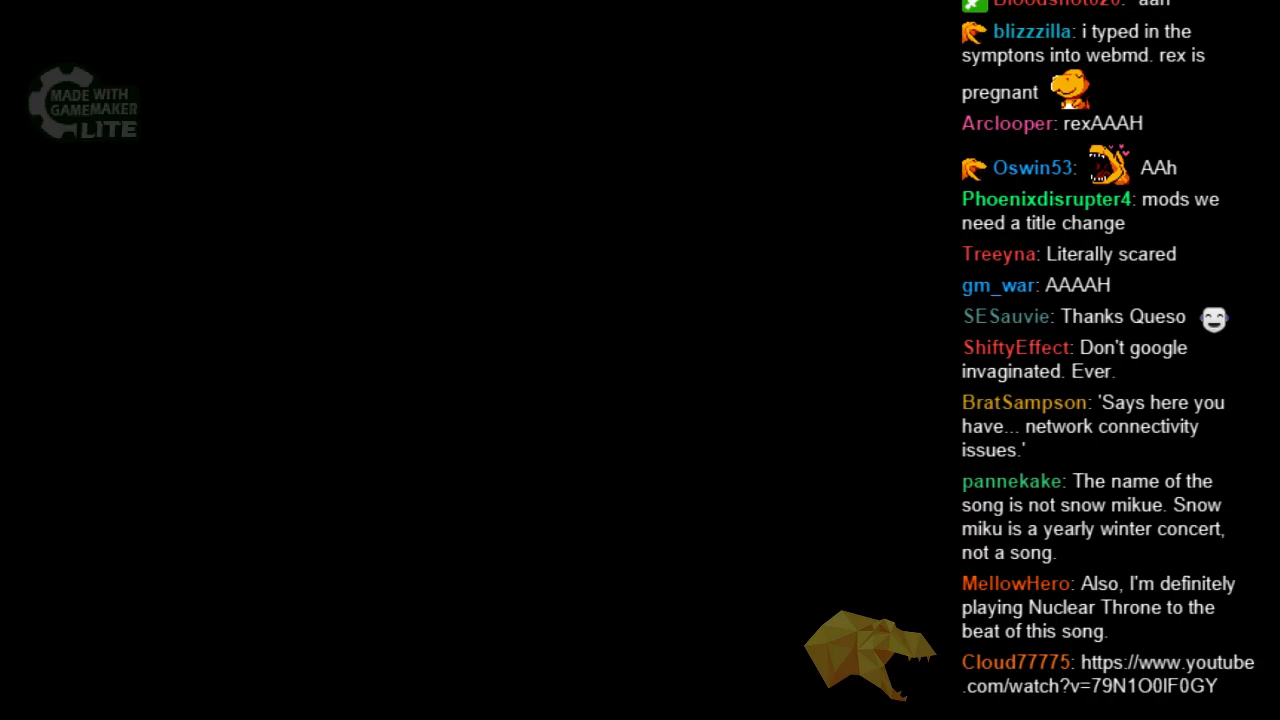 MADE WITH
GAMEMAKER
LITE
Bloodshot020: aah
blizzzilla: i typed in the
symptons into webmd. rex is
pregnant
Arclooper: rexAAAH
Oswin53: AAh
Phoenixdisrupter4: mods we
need a title change
Treeyna: Literally scared
gm_war: AAAAH
SESauvie: Thanks Queso
ShiftyEffect: Don't google
invaginated. Ever.
BratSampson: 'Says here you
have... network connectivity
issues.'
pannekake: The name of the
song is not snow mikue. Snow
miku is a yearly winter concert,
not a song.
MellowHero: Also, I'm definitely
playing Nuclear Throne to the
beat of this song.
Cloud77775: https://www.youtube
.com/watch?v=79N1O0lF0GY